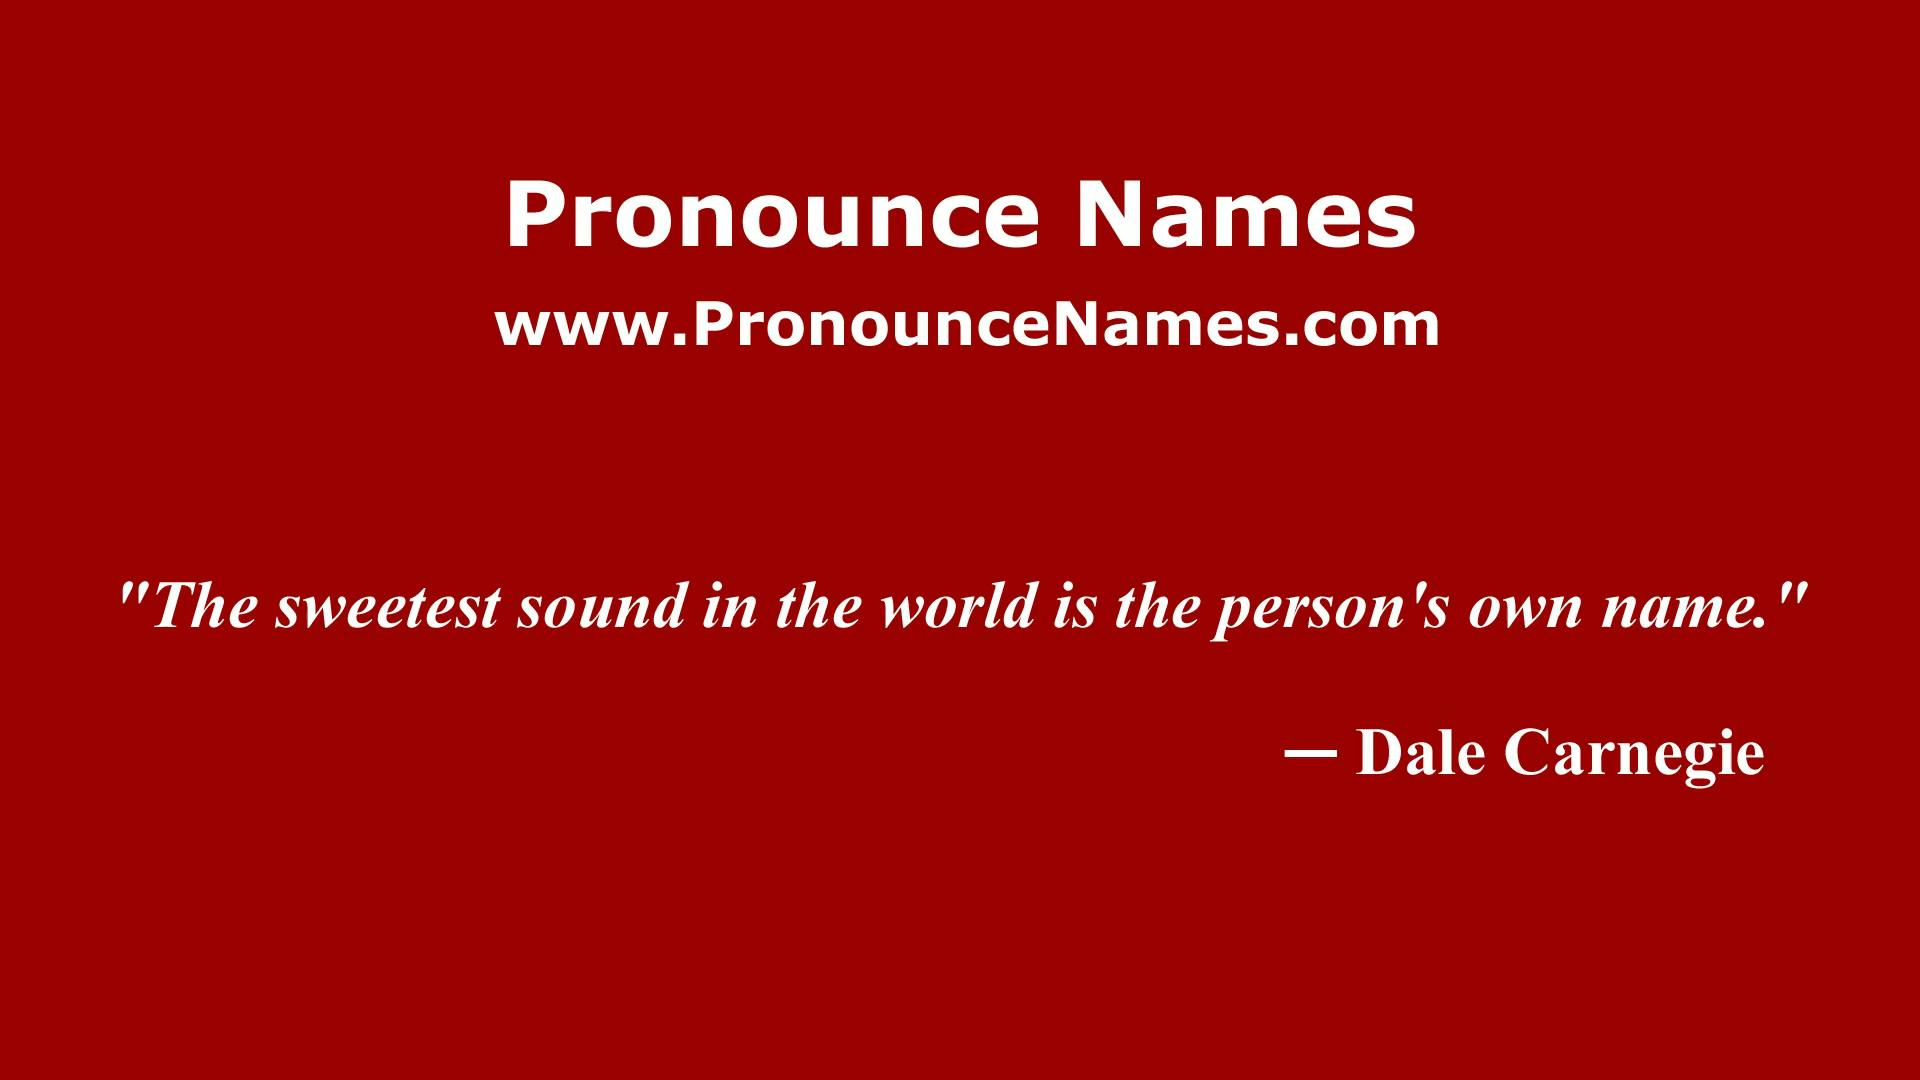 Pronounce Names
www.PronounceNames.com
"The sweetest sound in the world is the person's own name."
— Dale Carnegie